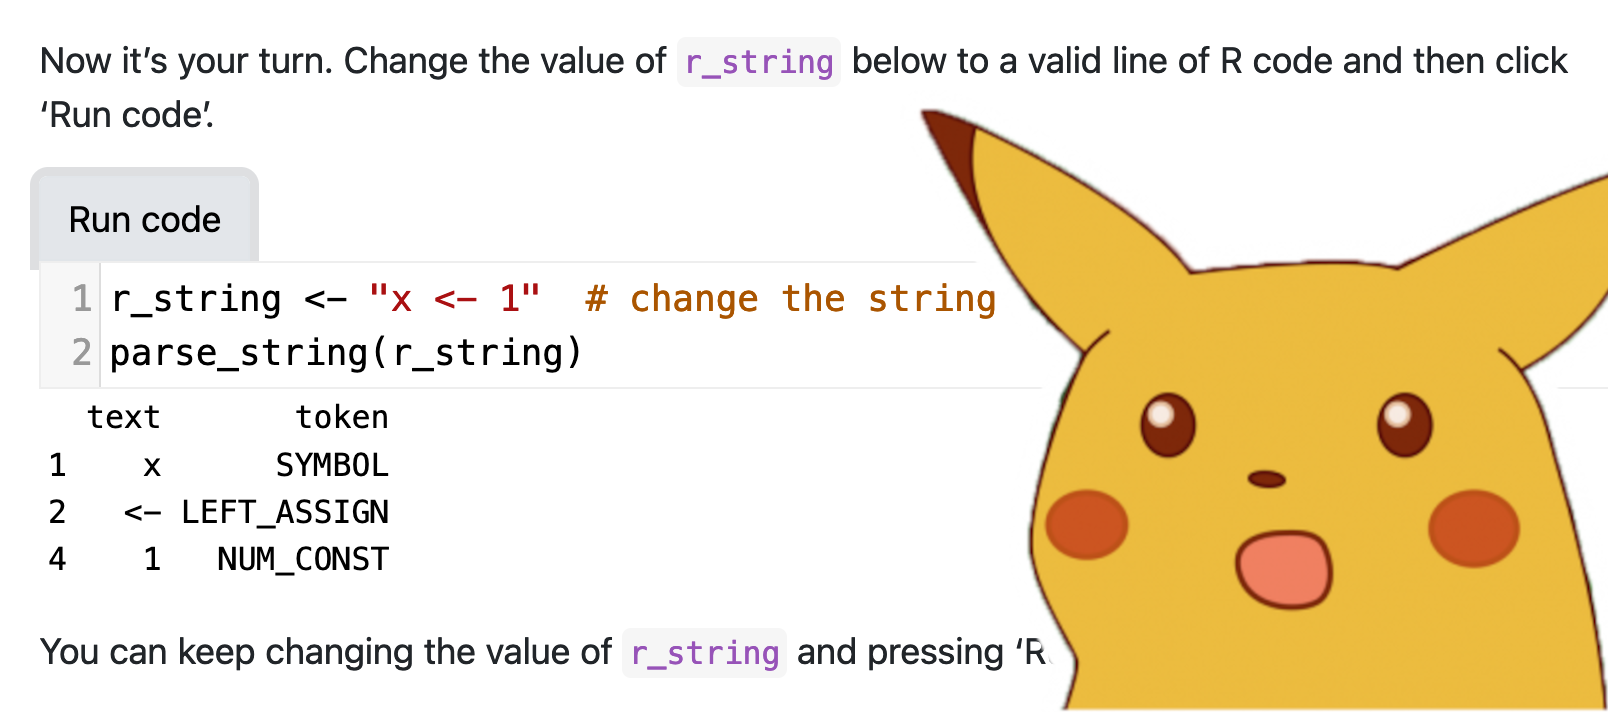 Now it’s your turn. Change the value of r_string below to a valid line of R code and then click
‘Run code’.
Run code
1 r_string <- "x <- 1"  # change the string
2 parse_string(r_string)
text token
1 x SYMBOL
2 <- LEFT_ASSIGN
4 1 NUM_CONST
You can keep changing the value of r_string and pressing ‘R